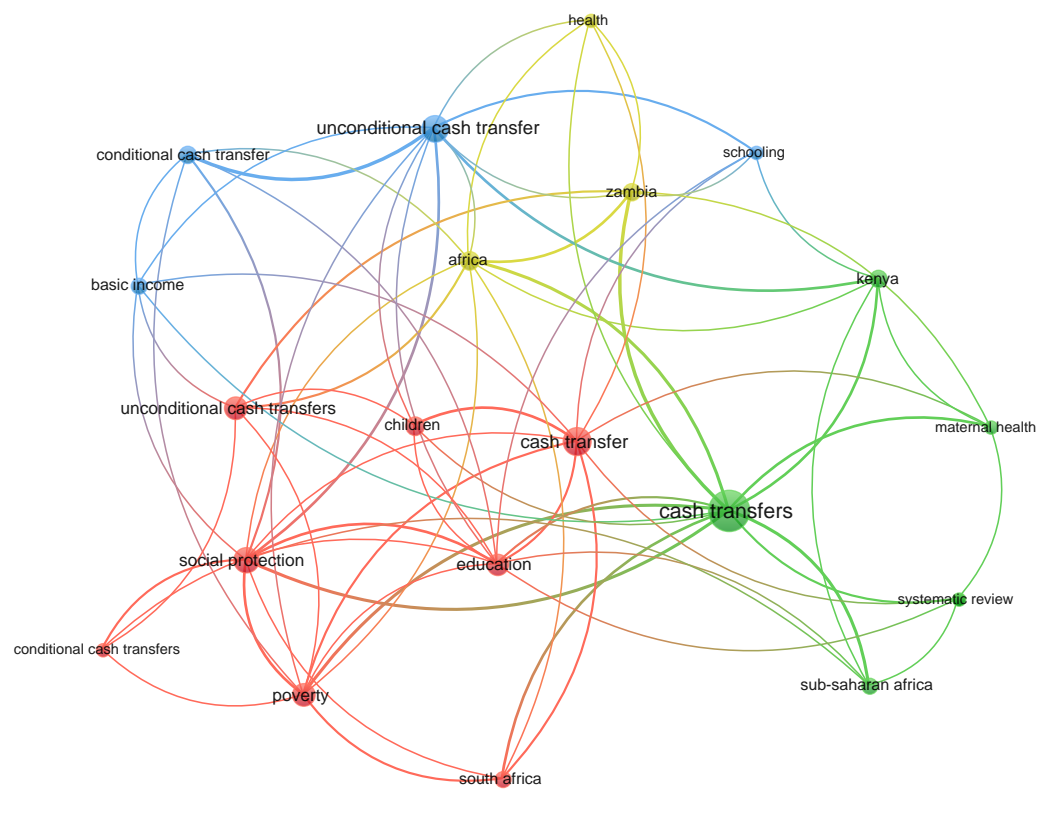 health
unconditional cash transfer
conditional cash transfer
schooling
zambia
africa
kenya
basic income
unconditional cash transfers
children
cash transfer
maternal health
cash transfers
social protection
education
systematic review
conditional cash transfers
sub-saharan africa
poverty
south africa